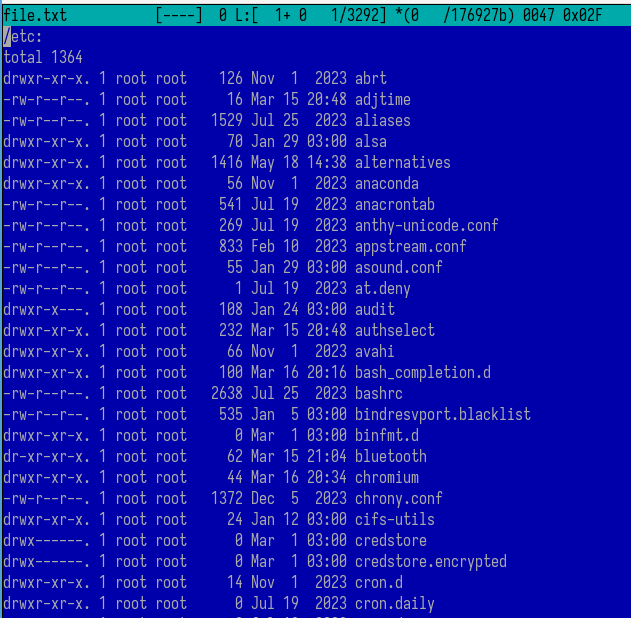 file.txt [----] 0 L:[ 1+ 0 1/3292] *(0 /176927b) 0047 0x02F
/etc:
total 1364
drwxr-xr-x. 1 root root 126 Nov 1 2023 abrt
-rw-r--r--. 1 root root 16 Mar 15 20:48 adjtime
-rw-r--r--. 1 root root 1529 Jul 25 2023 aliases
drwxr-xr-x. 1 root root 70 Jan 29 03:00 alsa
drwxr-xr-x. 1 root root 1416 May 18 14:38 alternatives
drwxr-xr-x. 1 root root 56 Nov 1 2023 anaconda
-rw-r--r--. 1 root root 541 Jul 19 2023 anacrontab
-rw-r--r--. 1 root root 269 Jul 19 2023 anthy-unicode.conf
-rw-r--r--. 1 root root 833 Feb 10 2023 appstream.conf
-rw-r--r--. 1 root root 55 Jan 29 03:00 asound.conf
-rw-r--r--. 1 root root 1 Jul 19 2023 at.deny
drwxr-x---. 1 root root 108 Jan 24 03:00 audit
drwxr-xr-x. 1 root root 232 Mar 15 20:48 authselect
drwxr-xr-x. 1 root root 66 Nov 1 2023 avahi
drwxr-xr-x. 1 root root 100 Mar 16 20:16 bash_completion.d
-rw-r--r--. 1 root root 2638 Jul 25 2023 bashrc
-rw-r--r--. 1 root root 535 Jan 5 03:00 bindresvport.blacklist
drwxr-xr-x. 1 root root 0 Mar 1 03:00 binfmt.d
dr-xr-xr-x. 1 root root 62 Mar 15 21:04 bluetooth
drwxr-xr-x. 1 root root 44 Mar 16 20:34 chromium
-rw-r--r--. 1 root root 1372 Dec 5 2023 chrony.conf
drwxr-xr-x. 1 root root 24 Jan 12 03:00 cifs-utils
drwx------. 1 root root 0 Mar 1 03:00 credstore
drwx------. 1 root root 0 Mar 1 03:00 credstore.encrypted
drwxr-xr-x. 1 root root 14 Nov 1 2023 cron.d
drwxr-xr-x. 1 root root 0 Jul 19 2023 cron.daily